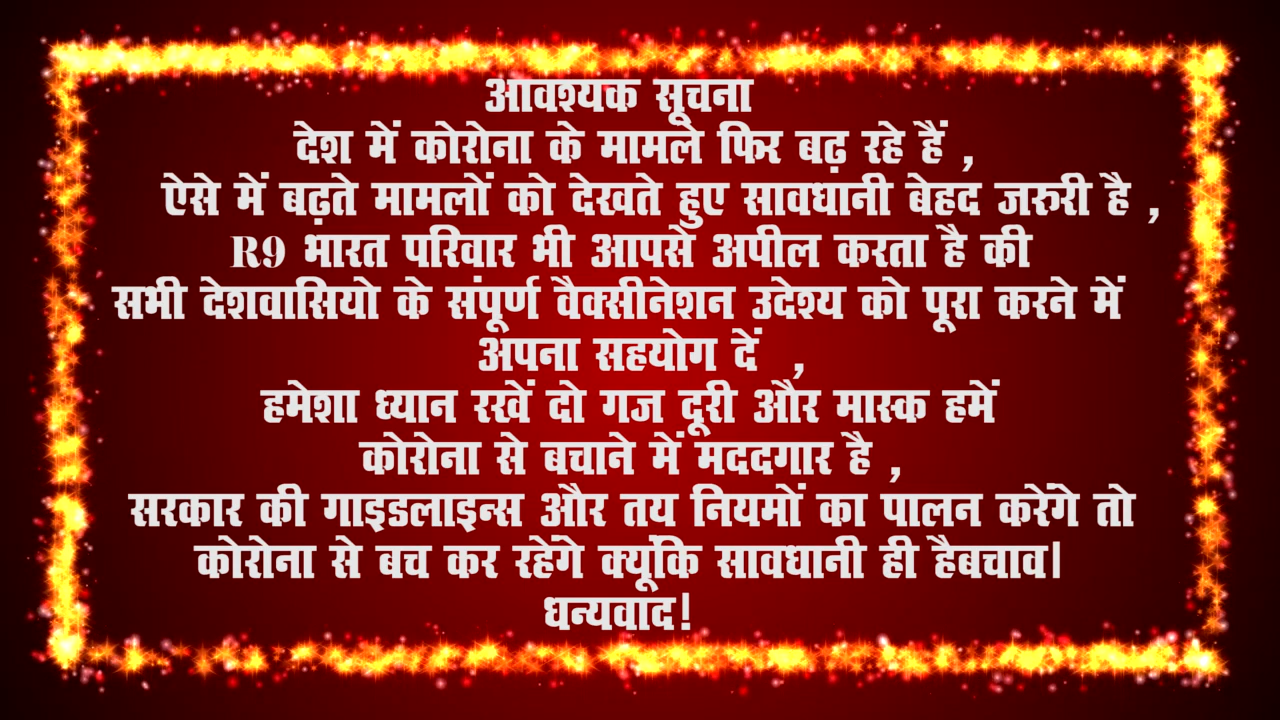 आवश्यक सूचना
देश में कोरोना के मामले फिर बढ़ रहे हैं ,
ऐसे में बढ़ते मामलों को देखते हुए सावधानी बेहद जरुरी है ,
R9 भारत परिवार भी आपसे अपील करता है की
सभी देशवासियो के संपूर्ण वैक्सीनेशन उदेश्य को पूरा करने में
अपना सहयोग दें ,
हमेशा ध्यान रखें दो गज दूरी और मास्क हमें
कोरोना से बचाने में मददगार है ,
सरकार की गाइडलाइन्स और तय नियमों का पालन करेंगे तो
कोरोना से बच कर रहेंगे क्यूंकि सावधानी ही हैबचाव।
धन्यवाद!